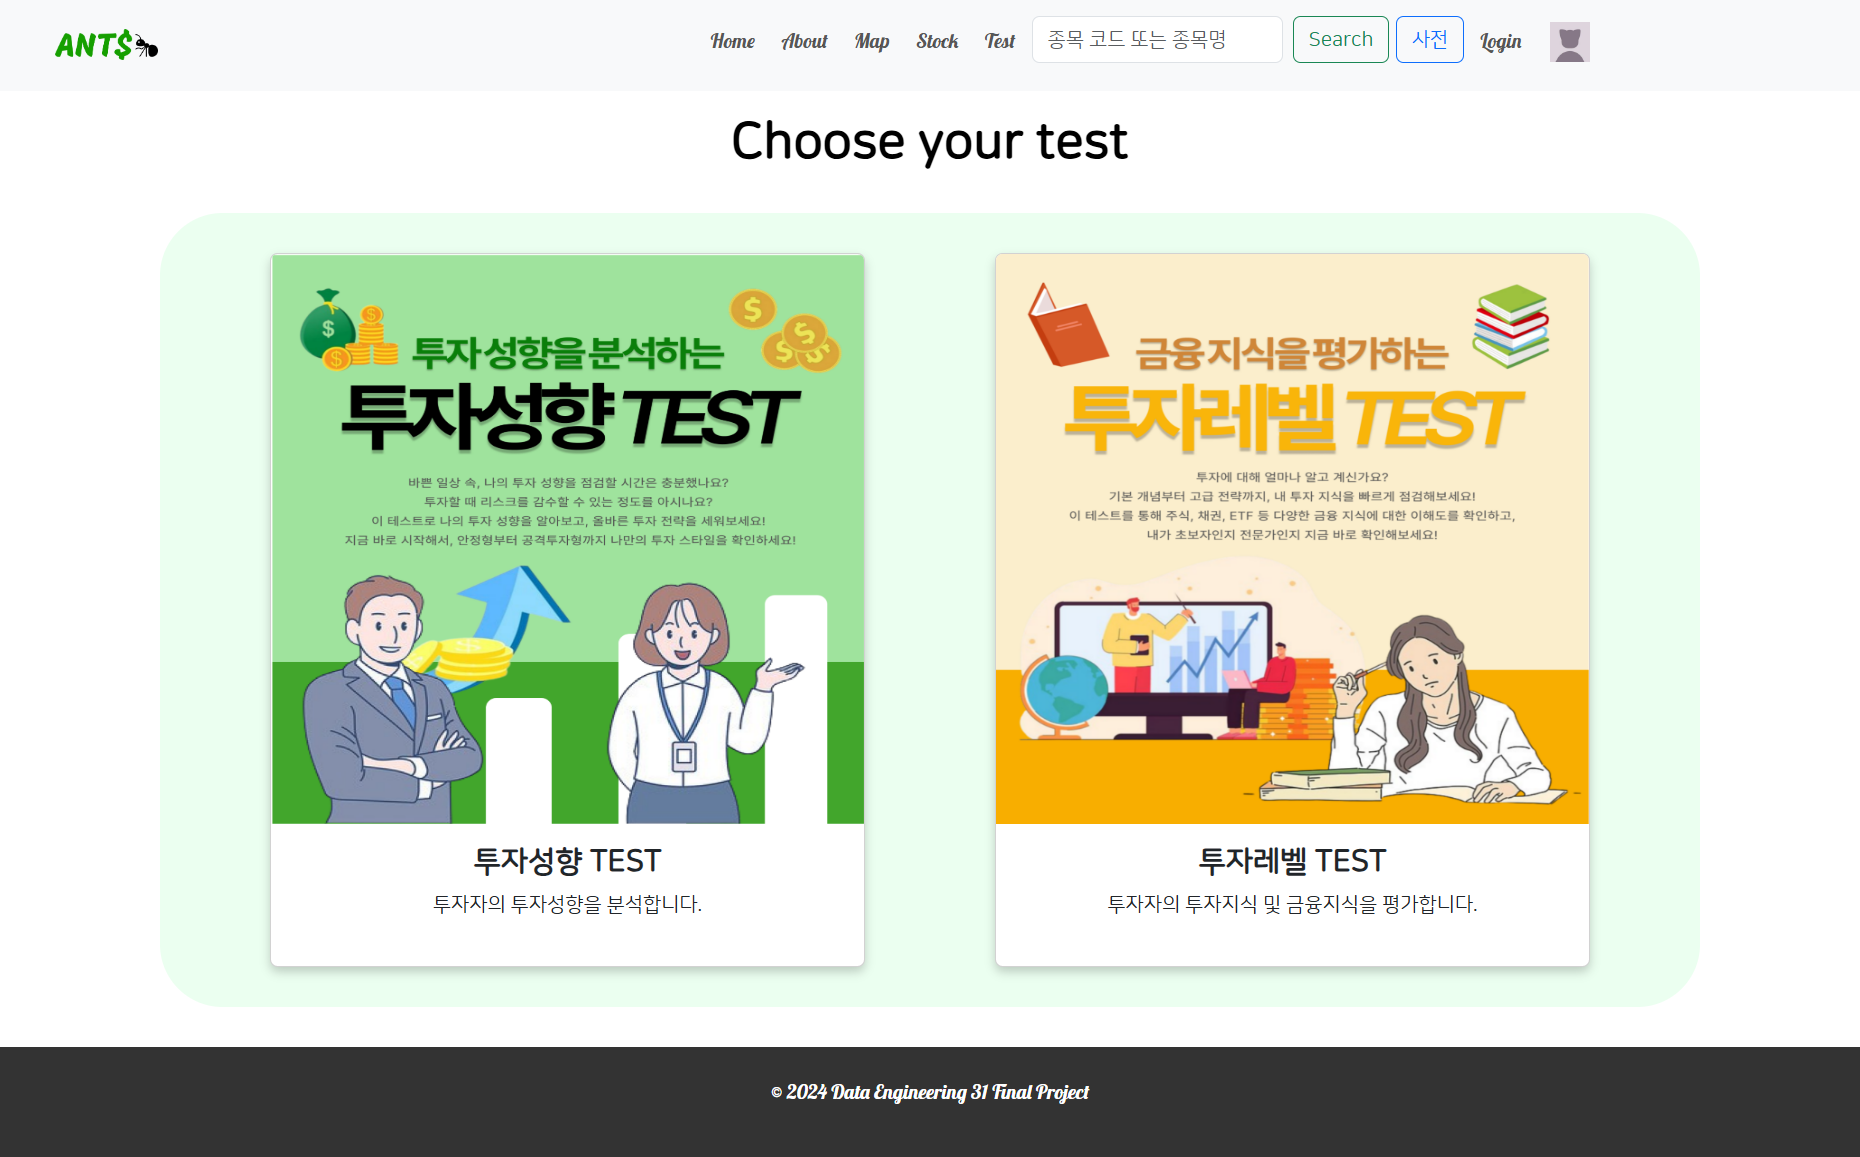 ANT$
Home About Map Stock Test 종목 코드 또는 종목명 Search 사전 Login
Choose your test
투자 성향을 분석하는
투자성향 TEST
바쁜 일상 속, 나의 투자 성향을 점검할 시간은 충분했나요?
투자할 때 리스크를 감수할 수 있는 정도를 아시나요?
이 테스트로 나의 투자 성향을 알아보고, 올바른 투자 전략을 세워보세요!
지금 바로 시작해서, 안정형부터 공격투자형까지 나만의 투자 스타일을 확인하세요!
투자성향 TEST
투자자의 투자성향을 분석합니다.
금융 지식을 평가하는
투자레벨 TEST
투자에 대해 얼마나 알고 계신가요?
기본 개념부터 고급 전략까지, 내 투자 지식을 빠르게 점검해보세요!
이 테스트를 통해 주식, 채권, ETF 등 다양한 금융 지식에 대한 이해도를 확인하고,
내가 초보자인지 전문가인지 지금 바로 확인해보세요!
투자레벨 TEST
투자자의 투자지식 및 금융지식을 평가합니다.
© 2024 Data Engineering 31 Final Project